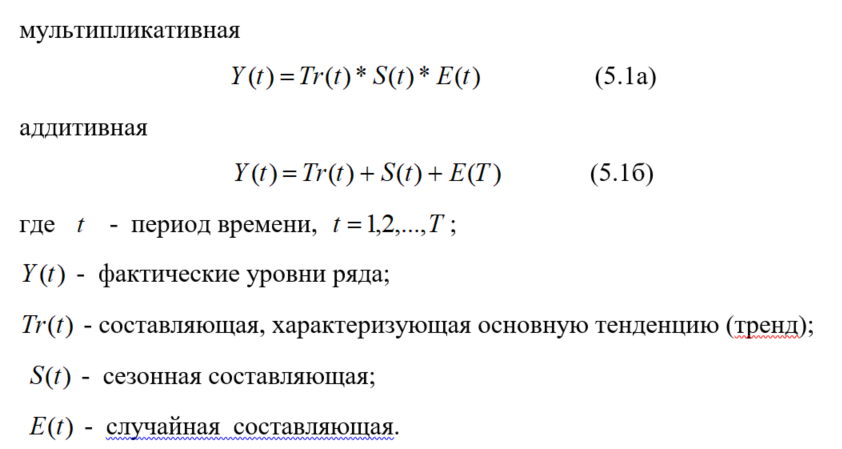 мультипликативная
Y(t) = Tr(t) * S(t) * E(t) (5.1а)
аддитивная
Y(t) = Tr(t) + S(t) + E(T) (5.1б)
где t - период времени, t = 1,2,...,T ;
Y(t) - фактические уровни ряда;
Tr(t) - составляющая, характеризующая основную тенденцию (тренд);
S(t) - сезонная составляющая;
E(t) - случайная составляющая.